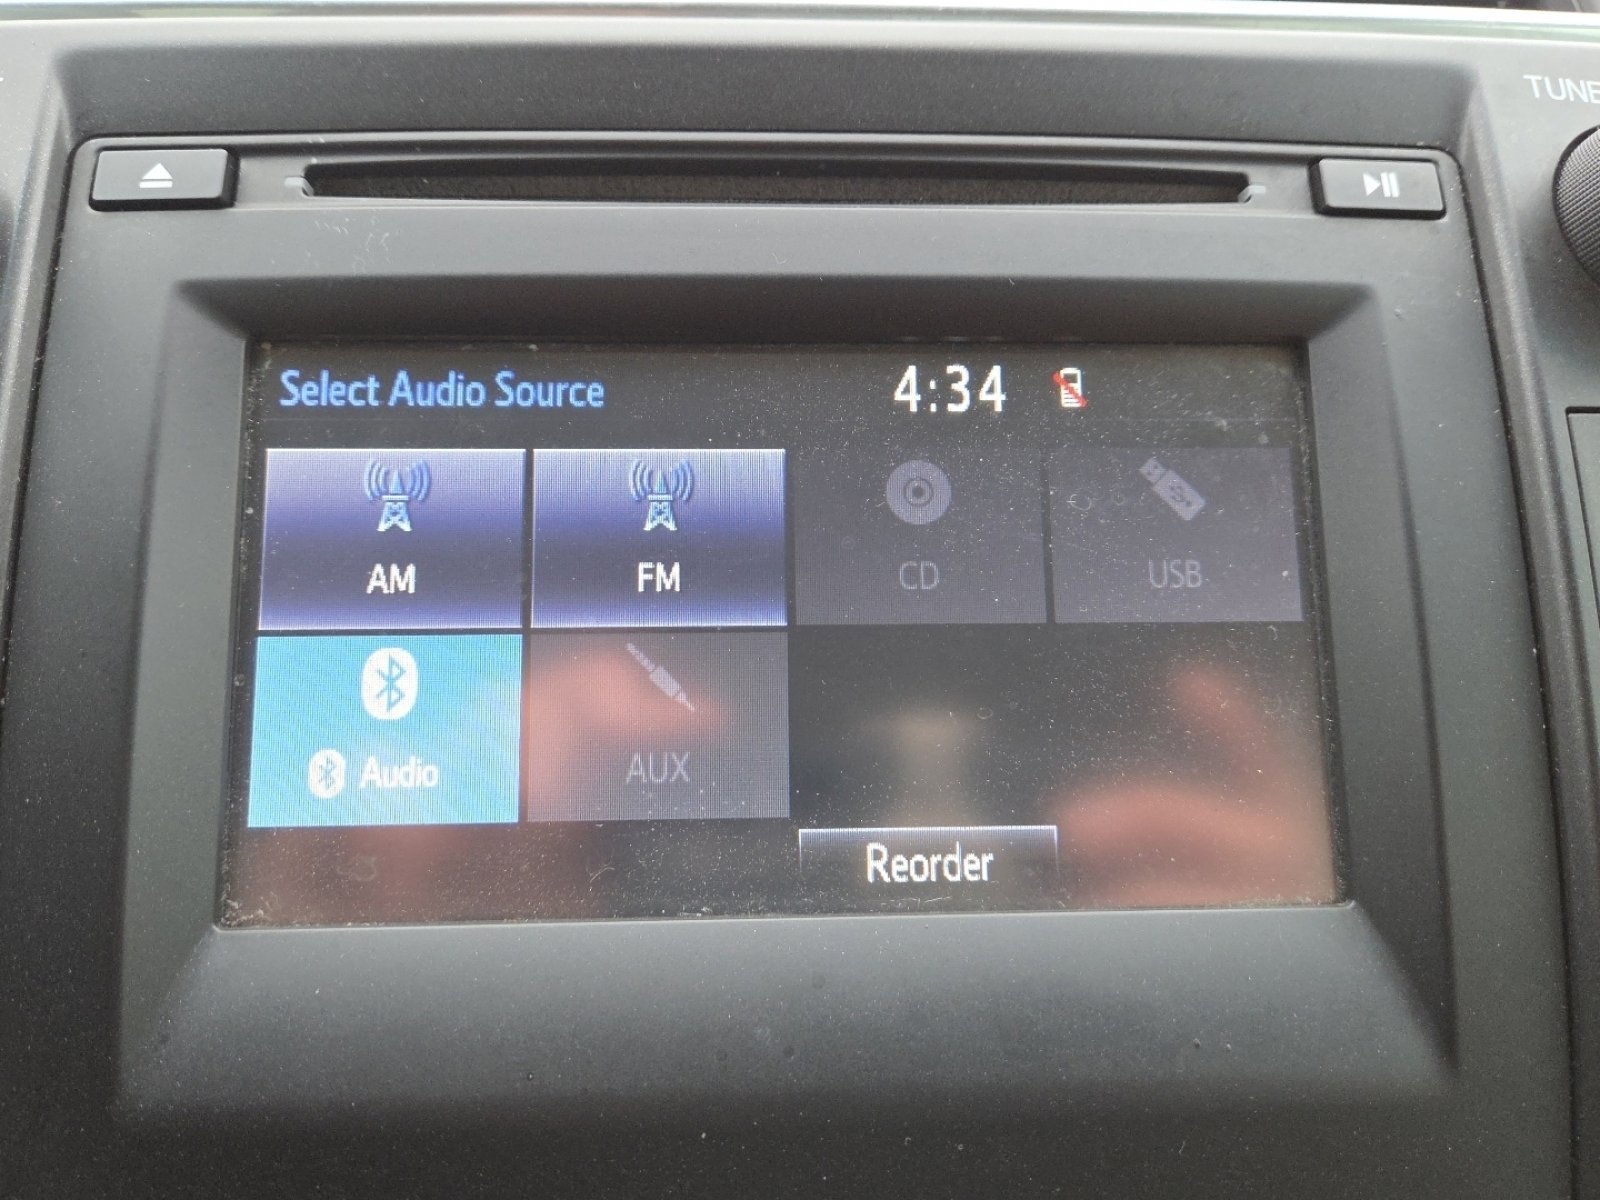 TUNE
Select Audio Source 4:34
AM FM CD USB
Audio AUX
Reorder